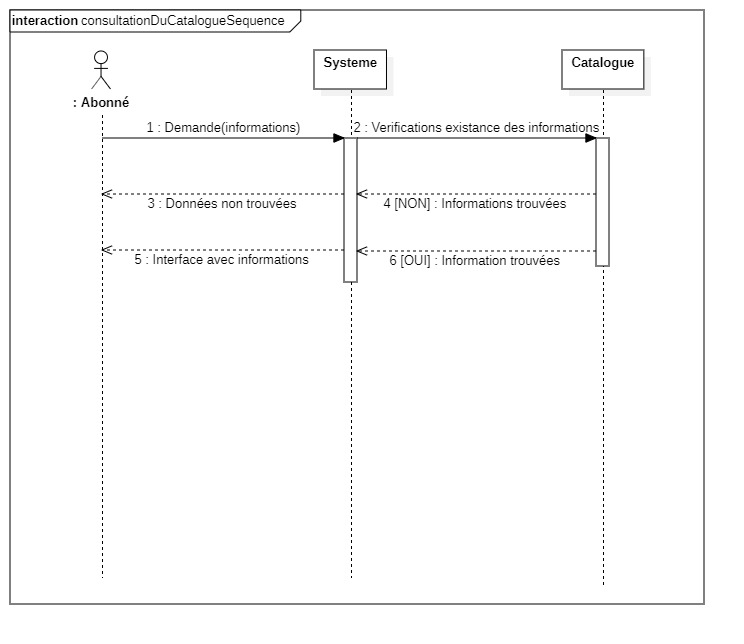 interaction consultationDuCatalogueSequence
Systeme
Catalogue
: Abonné
1 : Demande(informations)
2 : Verifications existance des informations
3 : Données non trouvées
4 [NON] : Informations trouvées
5 : Interface avec informations
6 [OUI] : Information trouvées